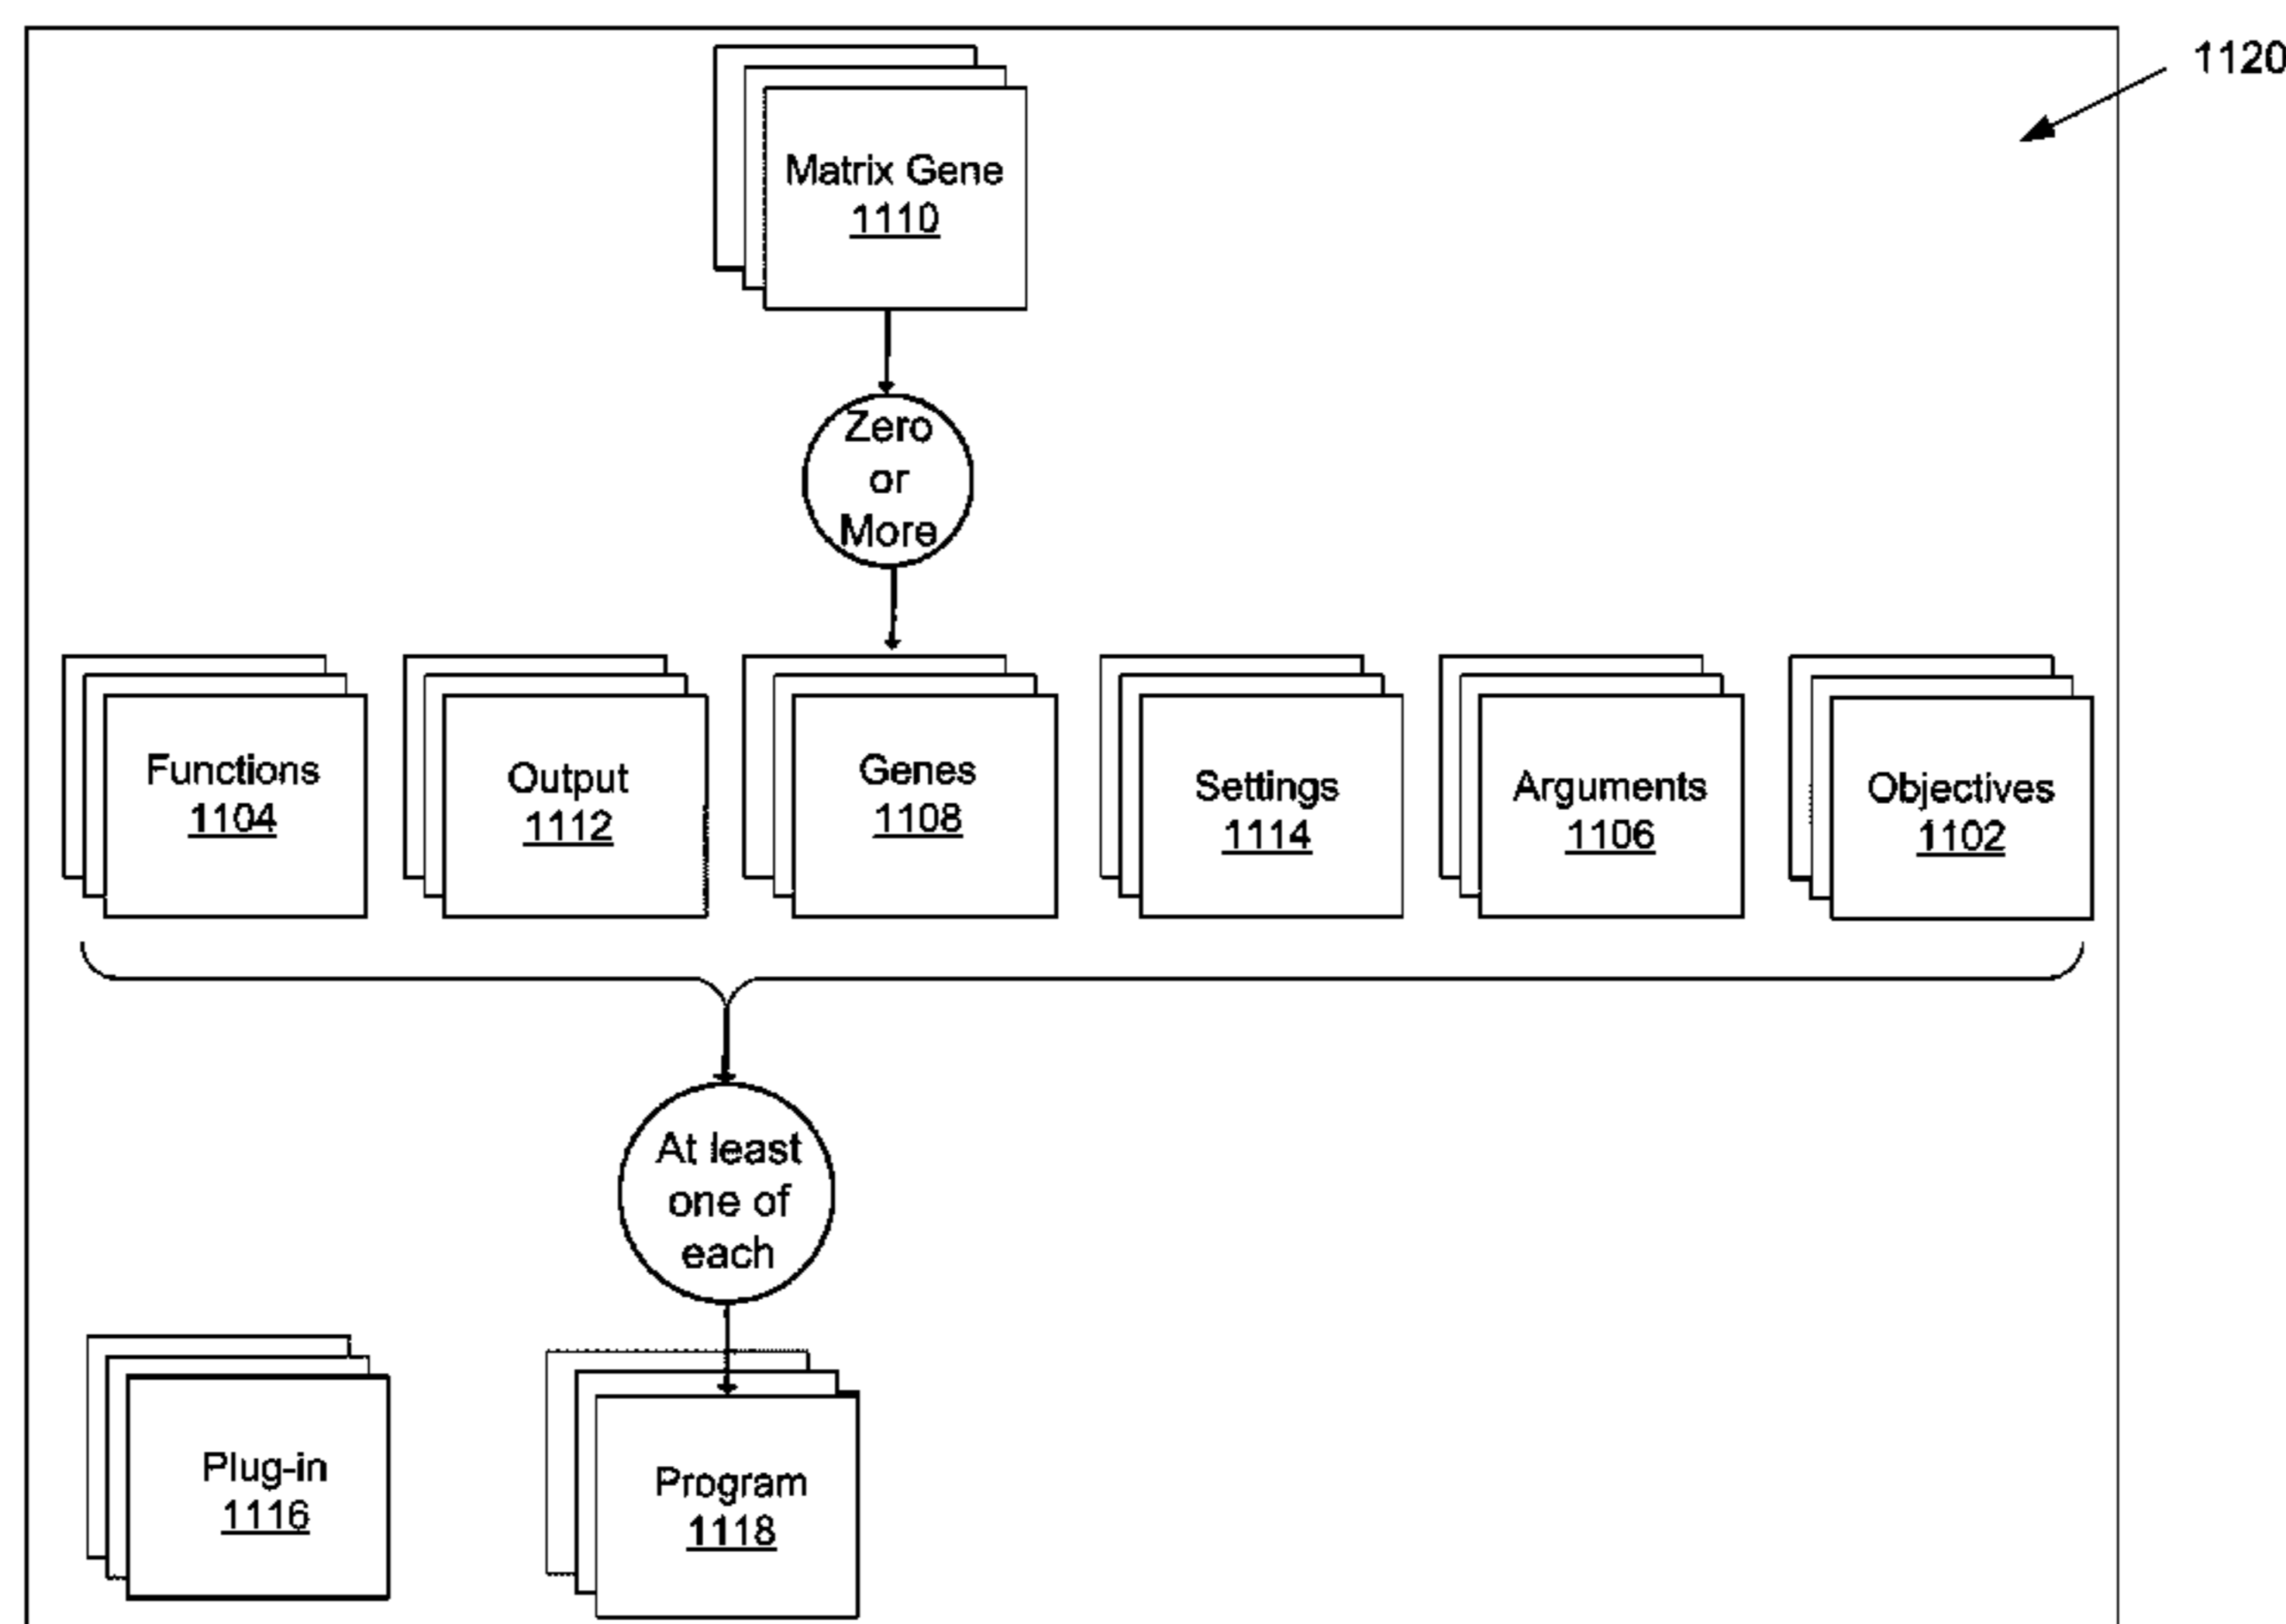 1120
Matrix Gene
1110
Zero
or
More
Functions
1104
Output
1112
Genes
1108
Settings
1114
Arguments
1106
Objectives
1102
At least
one of
each
Plug-in
1116
Program
1118